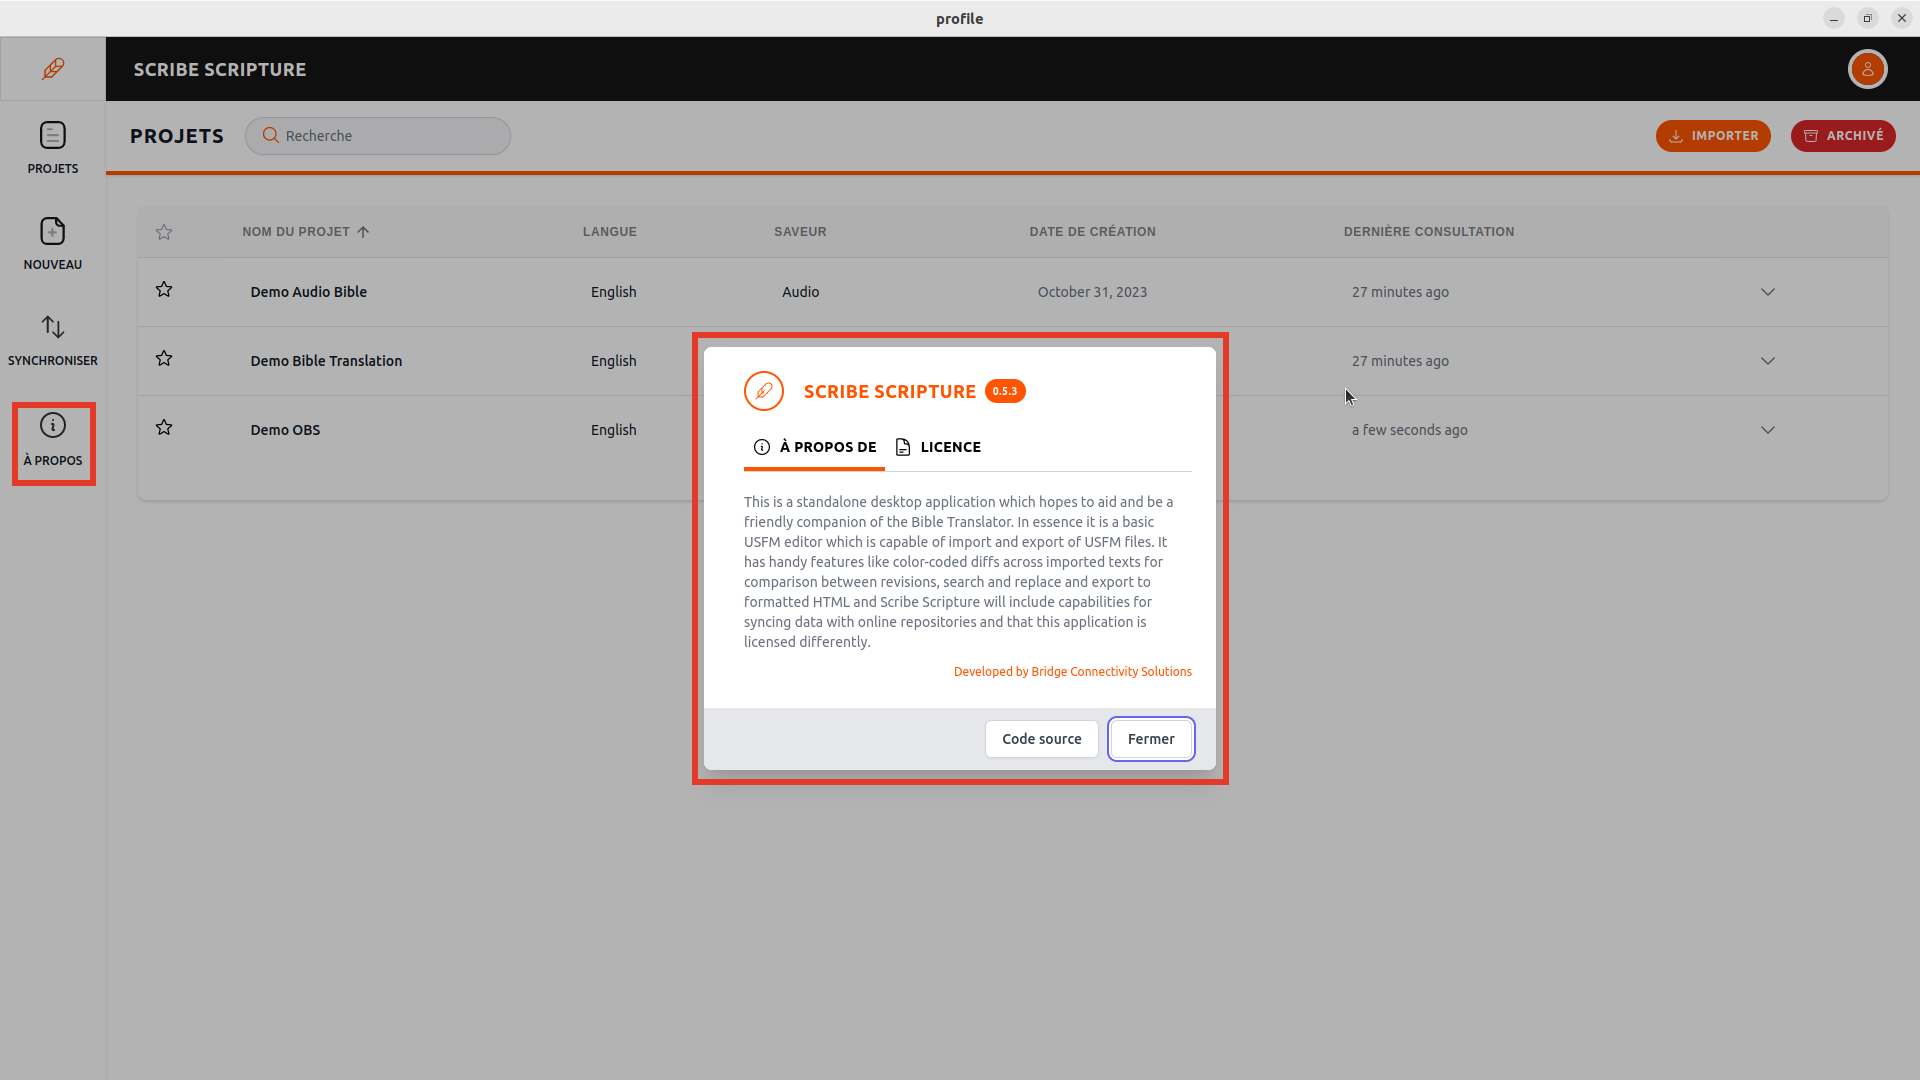 profile
SCRIBE SCRIPTURE
PROJETS
Recherche
IMPORTER
ARCHIVÉ
PROJETS
NOUVEAU
SYNCHRONISER
À PROPOS
NOM DU PROJET
LANGUE
SAVEUR
DATE DE CRÉATION
DERNIÈRE CONSULTATION
Demo Audio Bible
English
Audio
October 31, 2023
27 minutes ago
Demo Bible Translation
English
27 minutes ago
Demo OBS
English
a few seconds ago
SCRIBE SCRIPTURE
0.5.3
À PROPOS DE
LICENCE
This is a standalone desktop application which hopes to aid and be a
friendly companion of the Bible Translator. In essence it is a basic
USFM editor which is capable of import and export of USFM files. It
has handy features like color-coded diffs across imported texts for
comparison between revisions, search and replace and export to
formatted HTML and Scribe Scripture will include capabilities for
syncing data with online repositories and that this application is
licensed differently.
Developed by Bridge Connectivity Solutions
Code source
Fermer